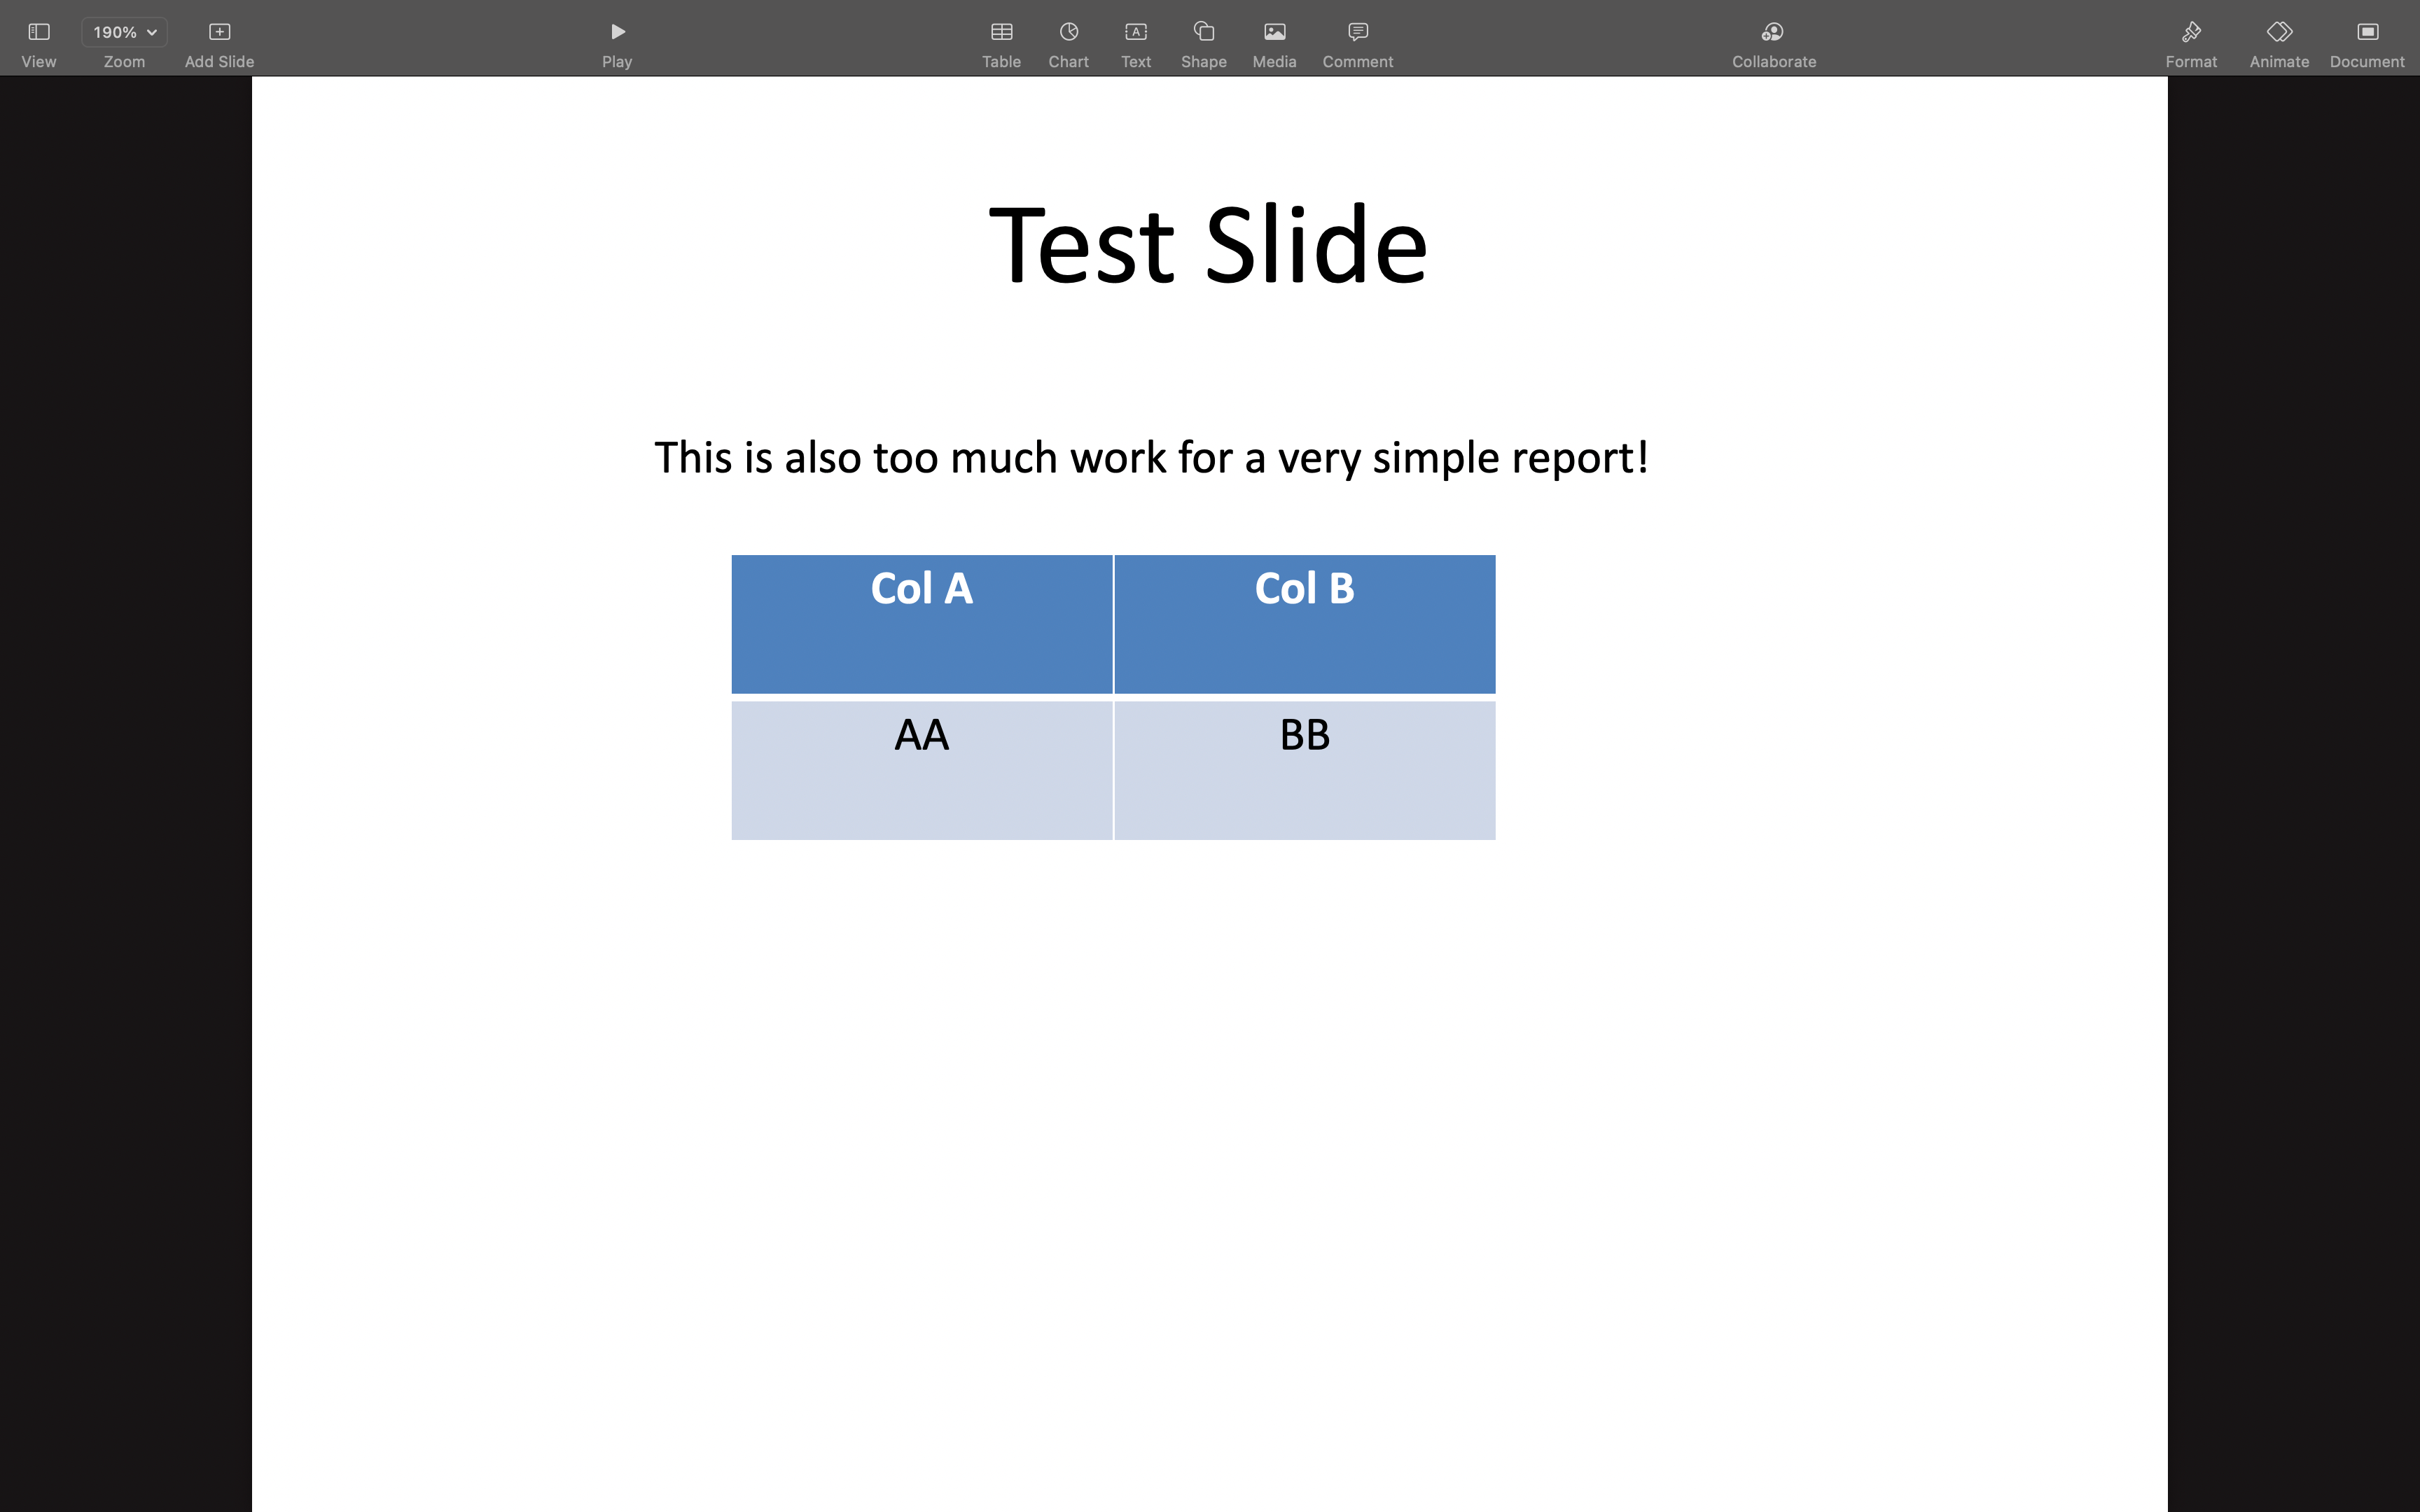 190%
View Zoom Add Slide Play Table Chart Text Shape Media Comment Collaborate Format Animate Document
Test Slide
This is also too much work for a very simple report!
Col A Col B
AA BB